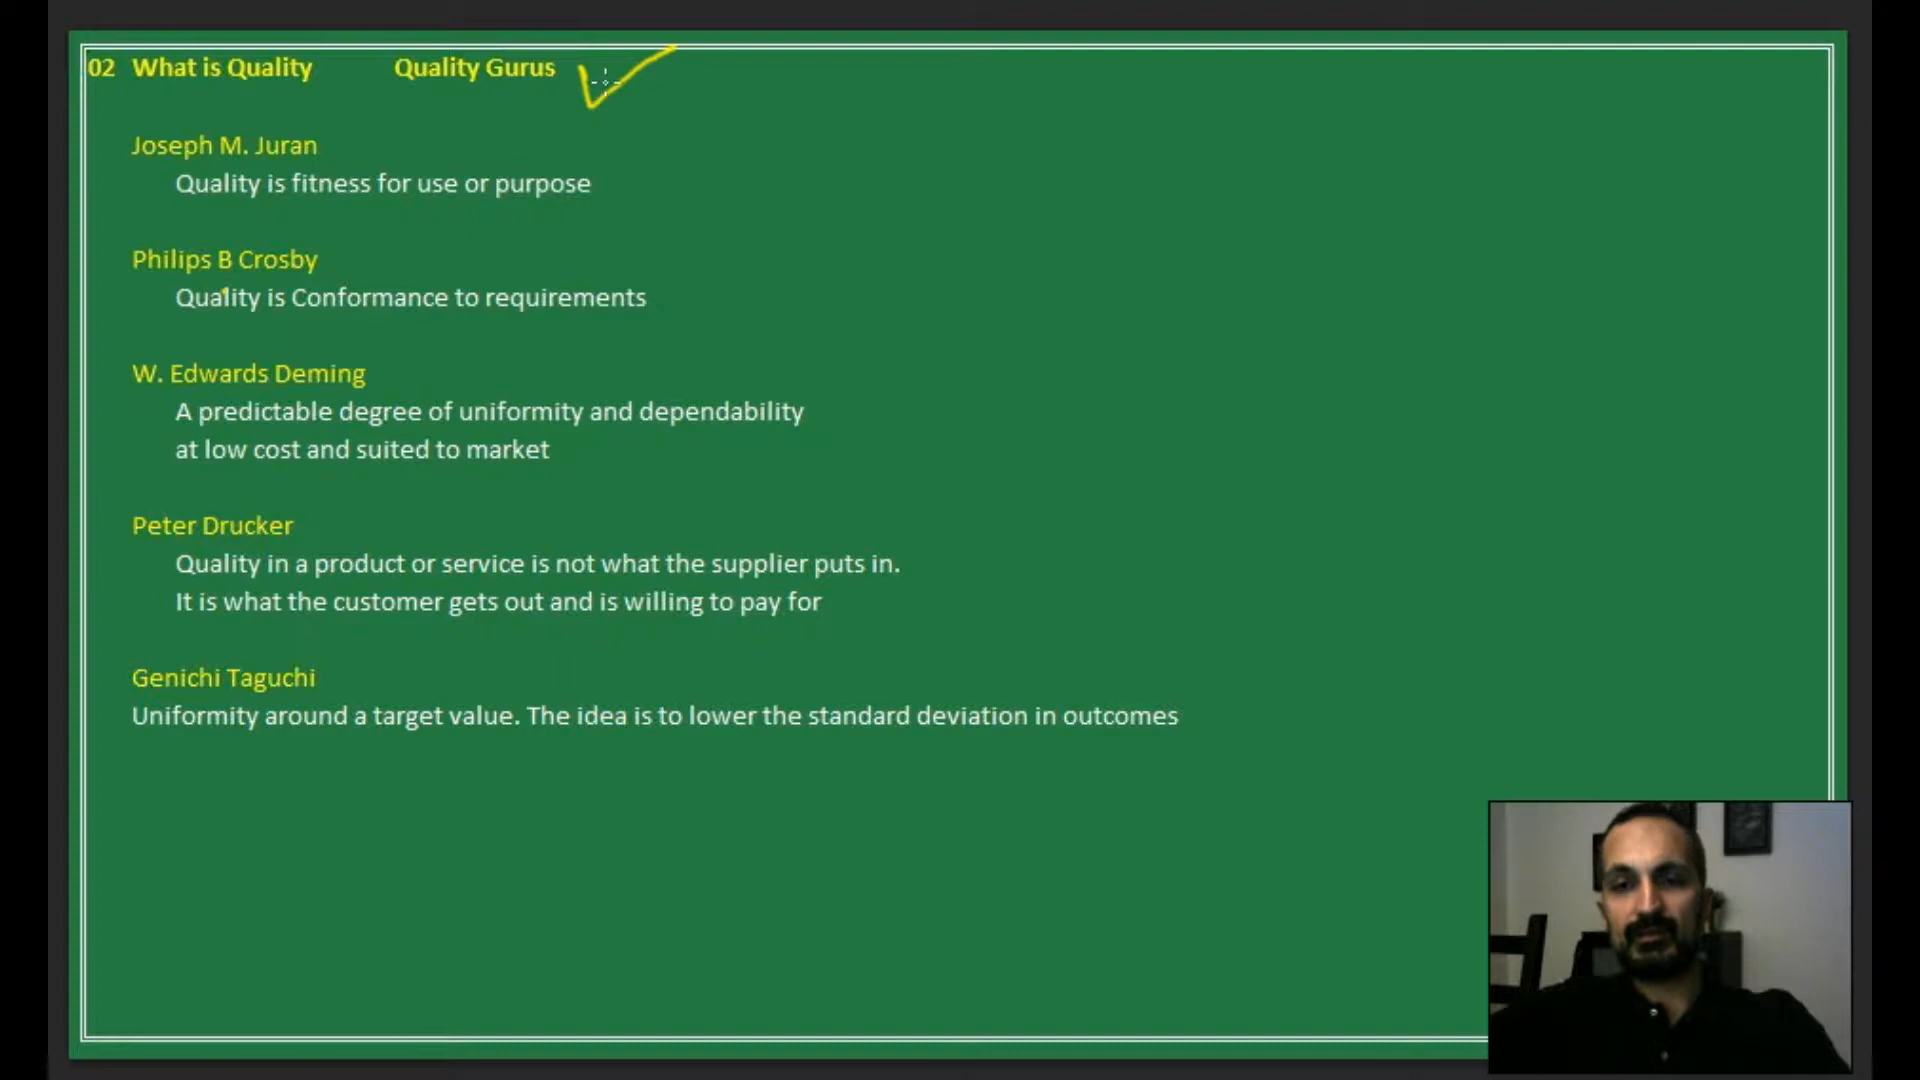 02 What is Quality Quality Gurus
Joseph M. Juran
Quality is fitness for use or purpose
Philips B Crosby
Quality is Conformance to requirements
W. Edwards Deming
A predictable degree of uniformity and dependability
at low cost and suited to market
Peter Drucker
Quality in a product or service is not what the supplier puts in.
It is what the customer gets out and is willing to pay for
Genichi Taguchi
Uniformity around a target value. The idea is to lower the standard deviation in outcomes